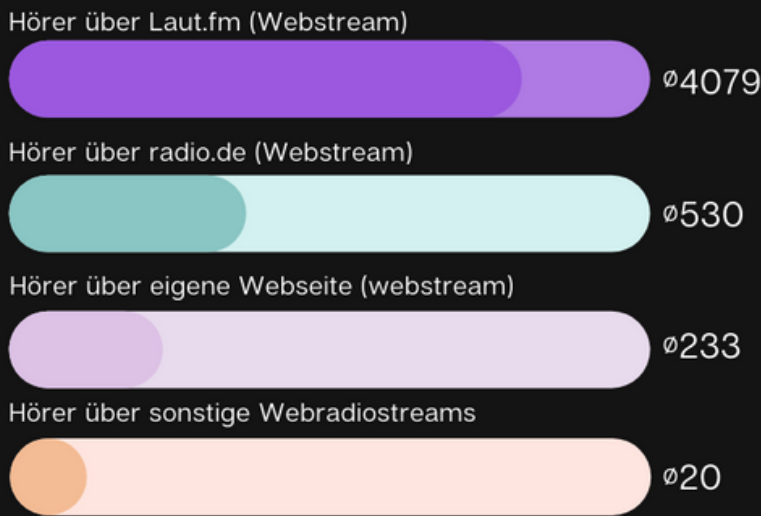 Hörer über Laut.fm (Webstream)
ø4079
Hörer über radio.de (Webstream)
ø530
Hörer über eigene Webseite (webstream)
ø233
Hörer über sonstige Webradiostreams
ø20